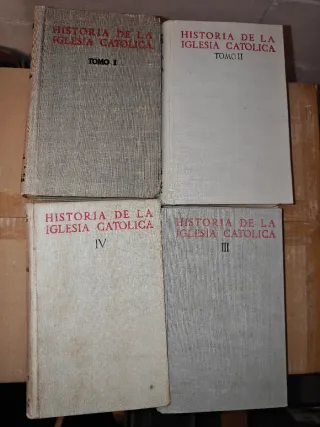 HISTORIA DE LA
IGLESIA CATOLICA
TOMO I
HISTORIA DE LA
IGLESIA CATOLICA
TOMO II
HISTORIA DE LA
IGLESIA CATOLICA
IV
HISTORIA DE LA
IGLESIA CATOLICA
III